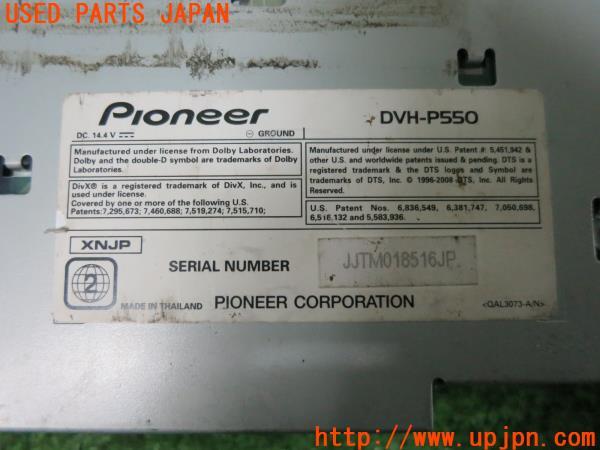 USED PARTS JAPAN
Pioneer
DVH-P550
DC. 14.4 V
GROUND
Manufactured under license from Dolby Laboratories.
Dolby and the double-D symbol are trademarks of Dolby
Laboratories.
DivX® is a registered trademark of DivX, Inc., and is
used under license.
Covered by one or more of the following U.S.
Patents:7,295,673; 7,460,688; 7,519,274; 7,515,710;
Manufactured under license under U.S. Patent #: 5,451,942 &
other U.S. and worldwide patents issued & pending. DTS is a
registered trademark & the DTS logos and Symbol are
trademarks of DTS, Inc. © 1996-2008 DTS, Inc. All
Rights Reserved.
U.S. Patent Nos. 6,836,549, 6,381,747, 7,050,698,
6,516,132 and 5,583,936.
XNJP
2
SERIAL NUMBER
JJTM018516JP
MADE IN THAILAND
PIONEER CORPORATION
<QAL3073-A/N>
(株)UPJ
www.upjpn.com